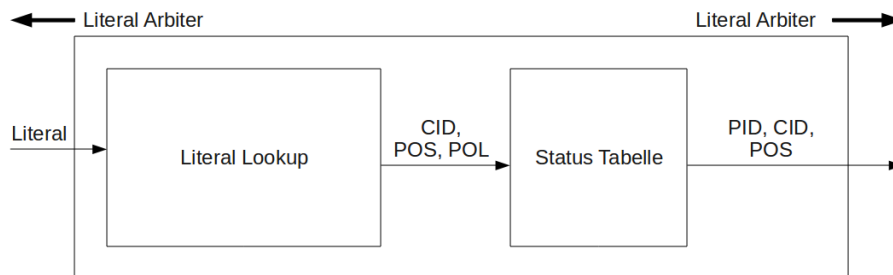 Literal Arbiter
Literal Arbiter
Literal
Literal Lookup
CID,
POS, POL
Status Tabelle
PID, CID,
POS